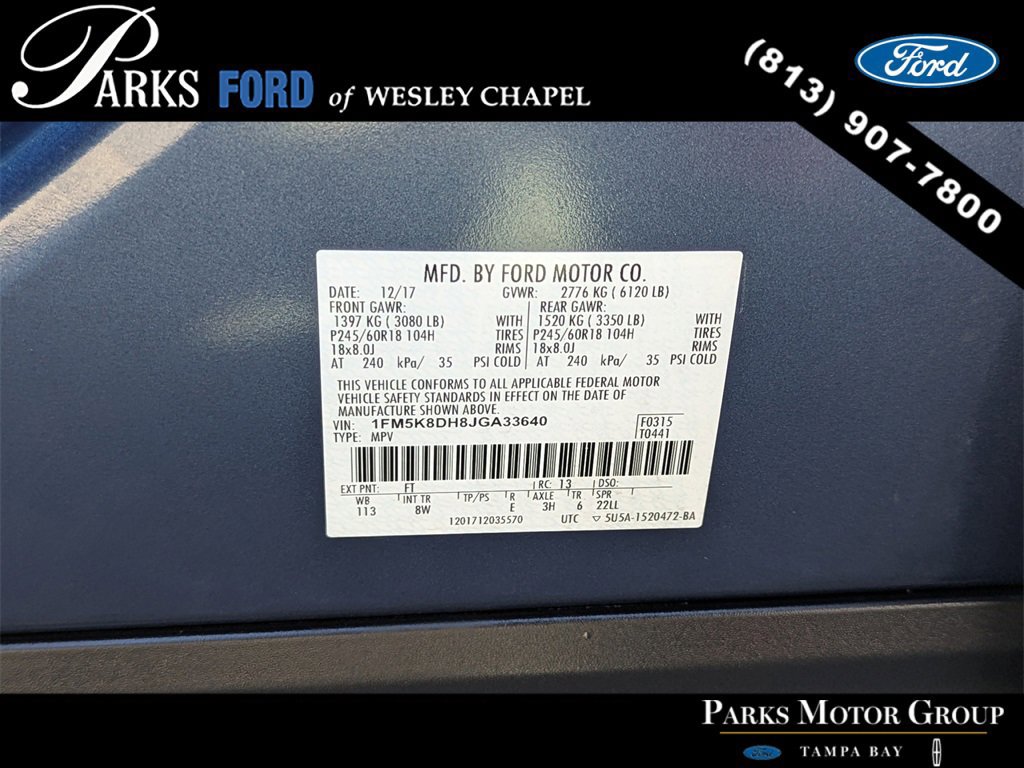 PARKS FORD of WESLEY CHAPEL
Ford
(813) 907-7800
MFD. BY FORD MOTOR CO.
DATE: 12/17 GVWR: 2776 KG ( 6120 LB)
FRONT GAWR: REAR GAWR:
1397 KG ( 3080 LB) WITH 1520 KG ( 3350 LB) WITH
P245/60R18 104H TIRES P245/60R18 104H TIRES
18x8.0J RIMS 18x8.0J RIMS
AT 240 kPa/ 35 PSI COLD AT 240 kPa/ 35 PSI COLD
THIS VEHICLE CONFORMS TO ALL APPLICABLE FEDERAL MOTOR
VEHICLE SAFETY STANDARDS IN EFFECT ON THE DATE OF
MANUFACTURE SHOWN ABOVE.
VIN: 1FM5K8DH8JGA33640 F0315
TYPE: MPV T0441
EXT PNT: FT RC: 13 DSO:
WB INT TR TP/PS R AXLE TR SPR
113 8W E 3H 6 22LL
1201712035570 UTC ▽ 5U5A-1520472-BA
PARKS MOTOR GROUP
Ford TAMPA BAY